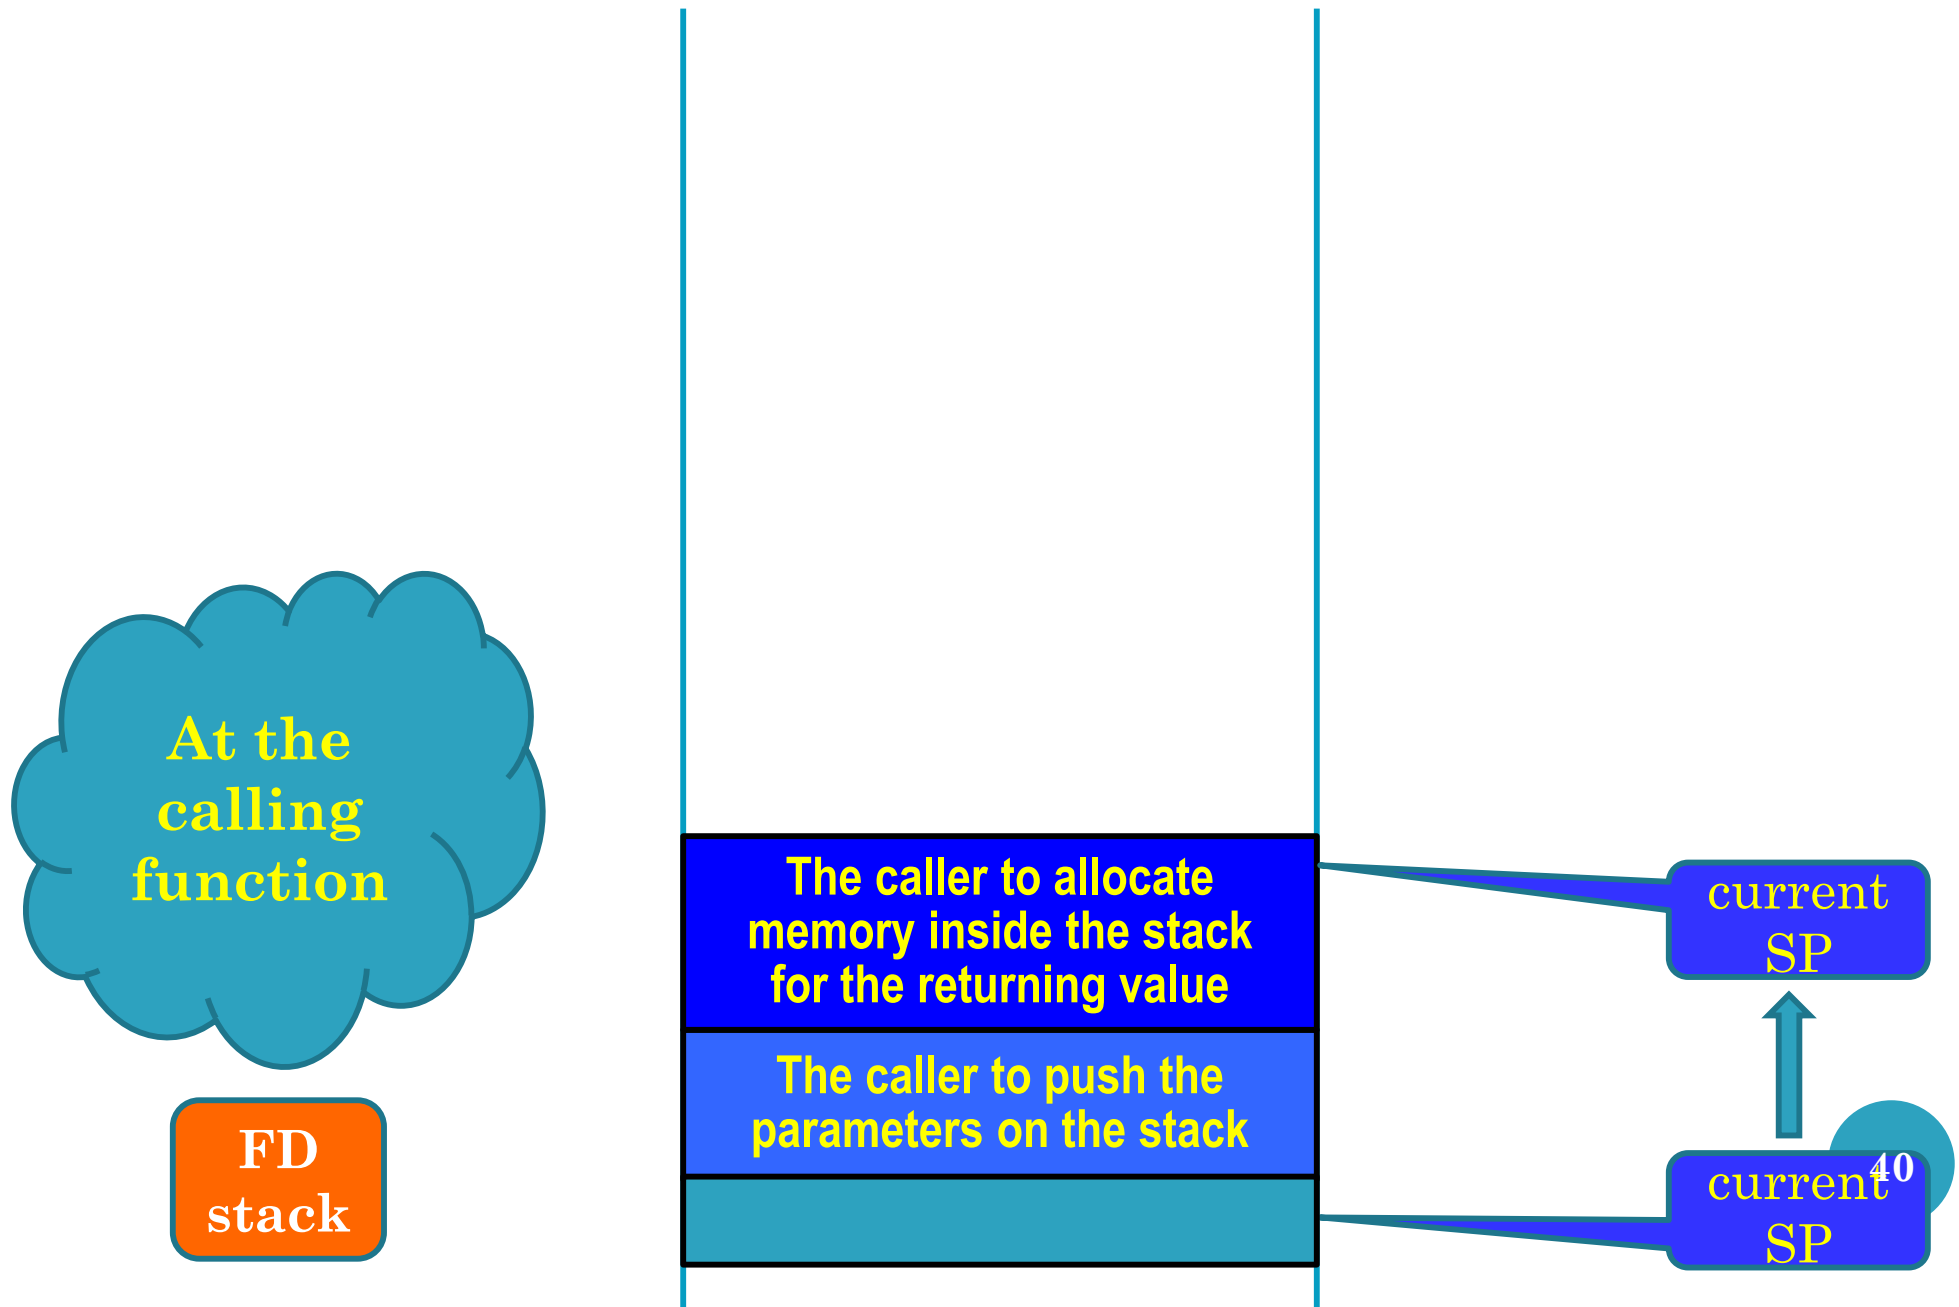 At the
calling
function
FD
stack
The caller to allocate
memory inside the stack
for the returning value
The caller to push the
parameters on the stack
current
SP
current
SP
40